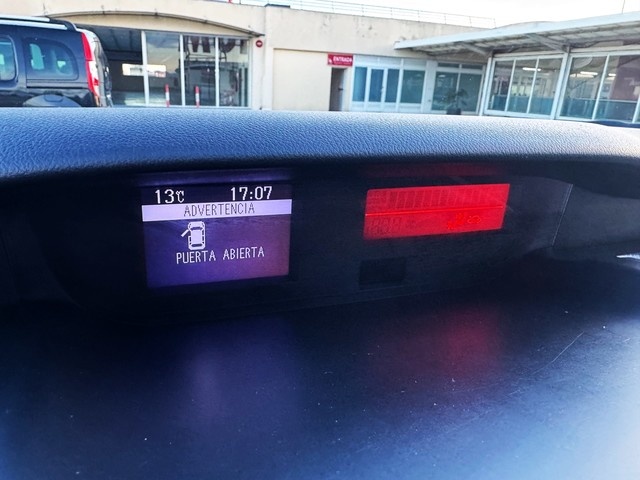 ENTRADA
13°C 17:07
ADVERTENCIA
PUERTA ABIERTA